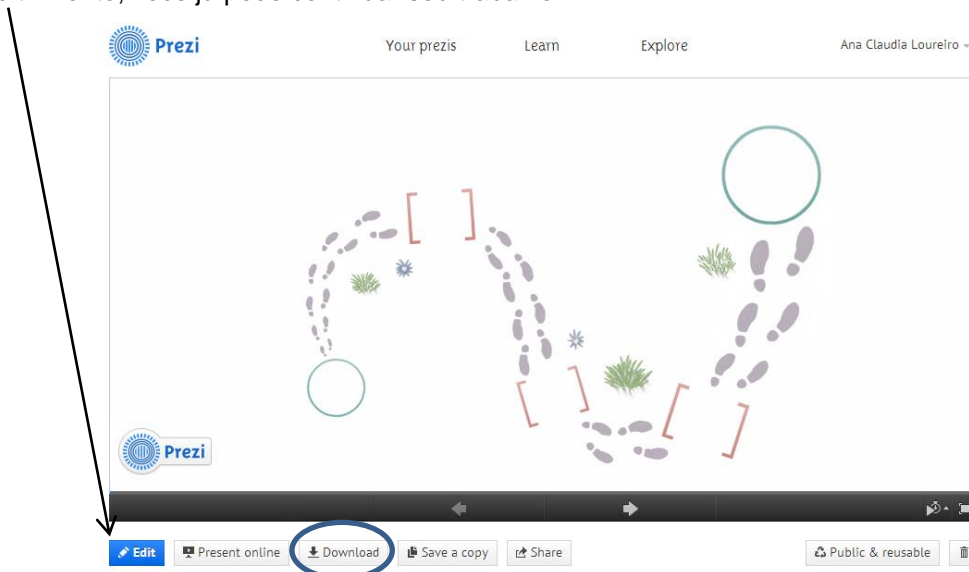 Prezi Your prezis Learn Explore Ana Claudia Loureiro
Prezi
Edit Present online Download Save a copy Share Public & reusable